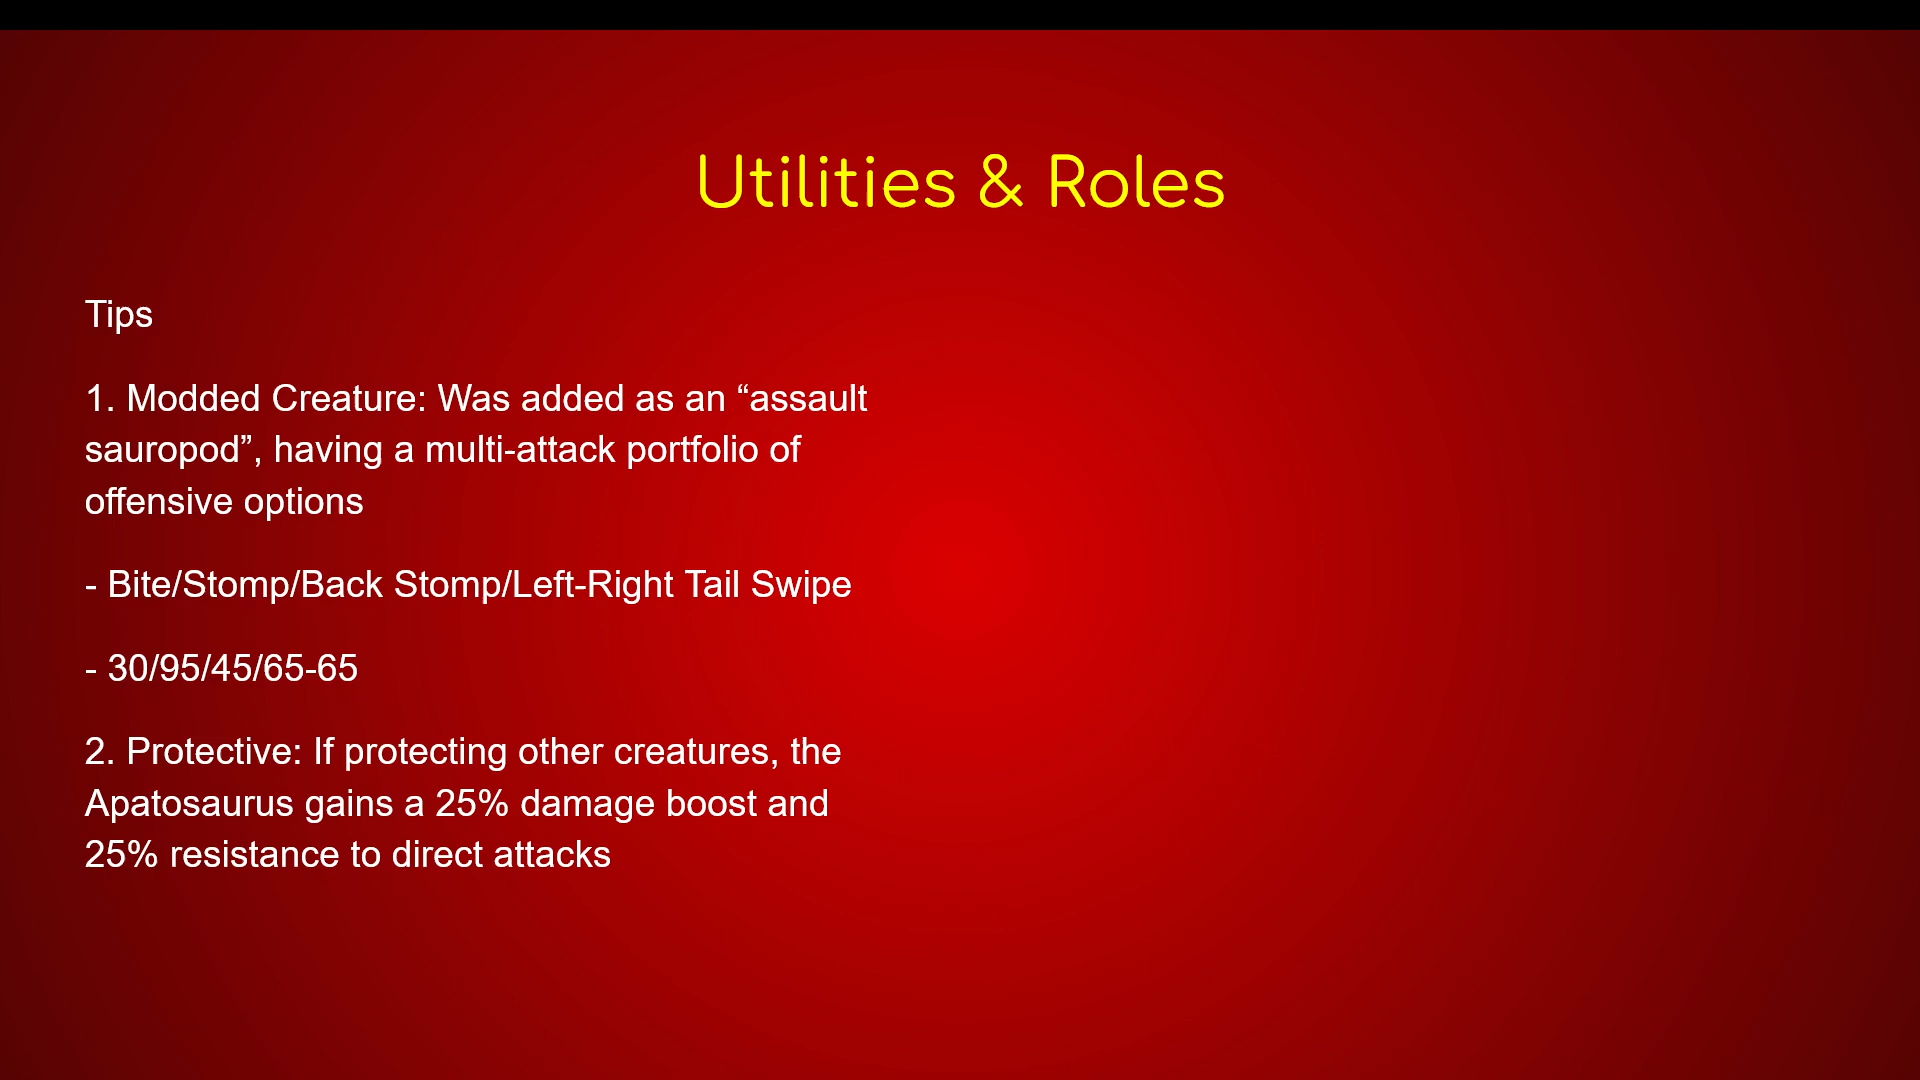 Utilities & Roles
Tips
1. Modded Creature: Was added as an “assault
sauropod”, having a multi-attack portfolio of
offensive options
- Bite/Stomp/Back Stomp/Left-Right Tail Swipe
- 30/95/45/65-65
2. Protective: If protecting other creatures, the
Apatosaurus gains a 25% damage boost and
25% resistance to direct attacks